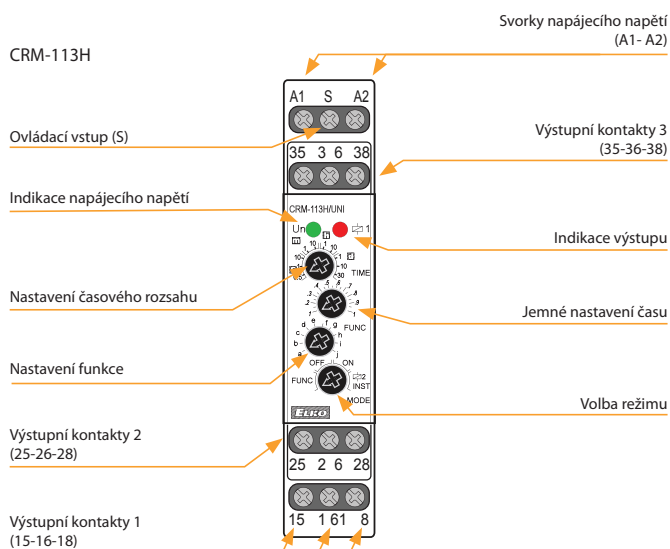 Svorky napájecího napětí
(A1- A2)
CRM-113H
A1 S A2
Ovládací vstup (S)
Výstupní kontakty 3
(35-36-38)
35 3 6 38
Indikace napájecího napětí
CRM-113H/UNI
Un
1
Indikace výstupu
TIME
Nastavení časového rozsahu
Jemné nastavení času
FUNC
a b c d e f g h i j
OFF ON
Nastavení funkce
FUNC
2
INST
MODE
Volba režimu
ELKO
Výstupní kontakty 2
(25-26-28)
25 2 6 28
Výstupní kontakty 1
(15-16-18)
15 1 61 8